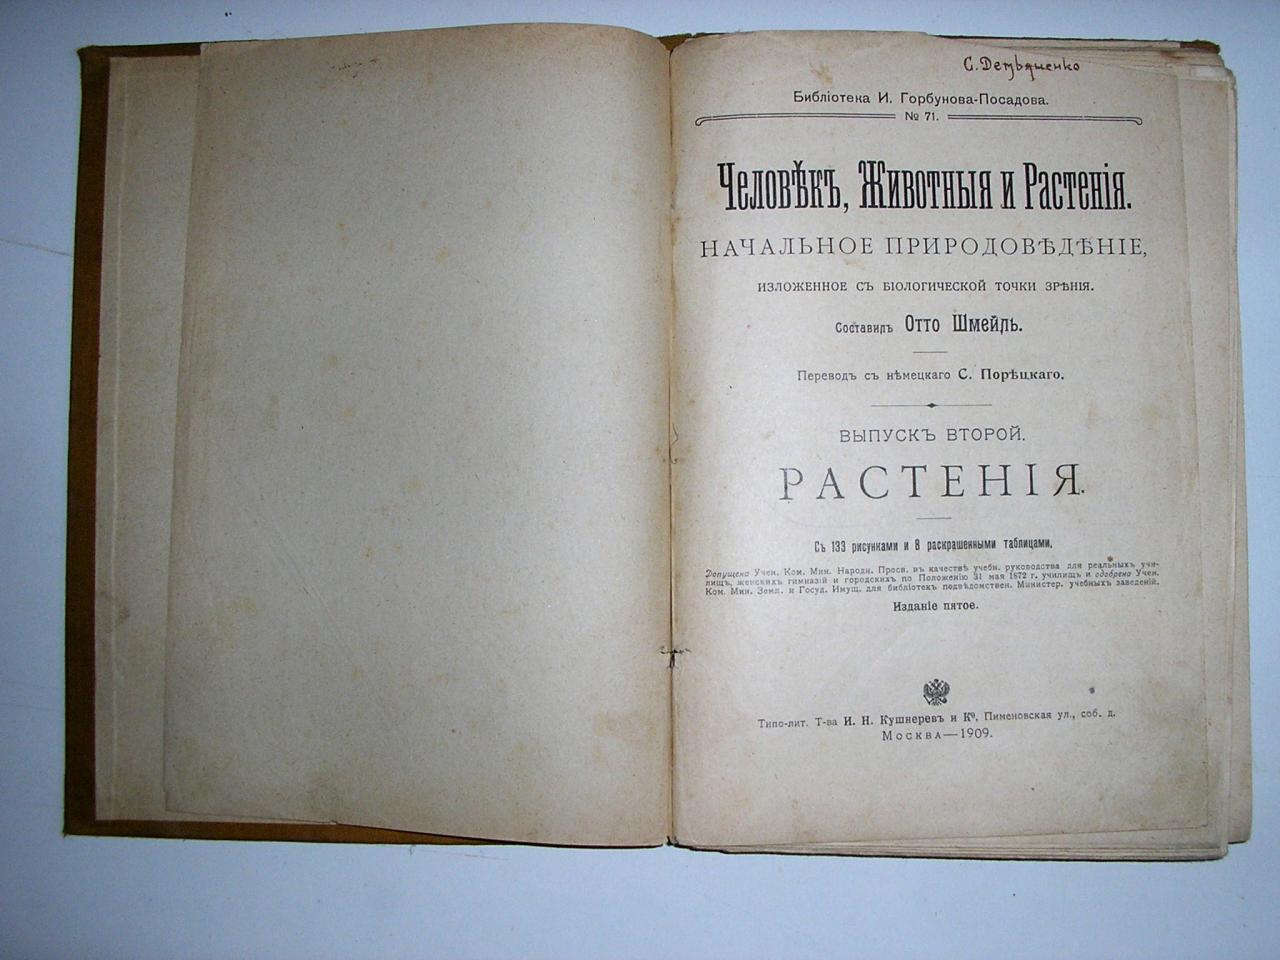 С. Демьяненко
Библіотека И. Горбунова-Посадова.
№ 71.
Человѣкъ, Животныя и Растенія.
НАЧАЛЬНОЕ ПРИРОДОВѢДѢНІЕ,
ИЗЛОЖЕННОЕ СЪ БІОЛОГИЧЕСКОЙ ТОЧКИ ЗРѢНІЯ.
Составилъ Отто Шмейль.
Переводъ съ нѣмецкаго С. Порѣцкаго.
ВЫПУСКЪ ВТОРОЙ.
РАСТЕНІЯ.
Съ 133 рисунками и 8 раскрашенными таблицами.
Допущено Учен. Ком. Мин. Народн. Просв. въ качествѣ учебн. руководства для реальныхъ учи-
лищъ, женскихъ гимназій и городскихъ по Положенію 31 мая 1872 г. училищъ и одобрена Учен.
Ком. Мин. Земл. и Госуд. Имущ. для библіотекъ подвѣдомствен. Министер. учебныхъ заведеній.
Изданіе пятое.
Типо-лит. Т-ва И. Н. Кушнеревъ и Ко, Пименовская ул., соб. д.
Москва—1909.